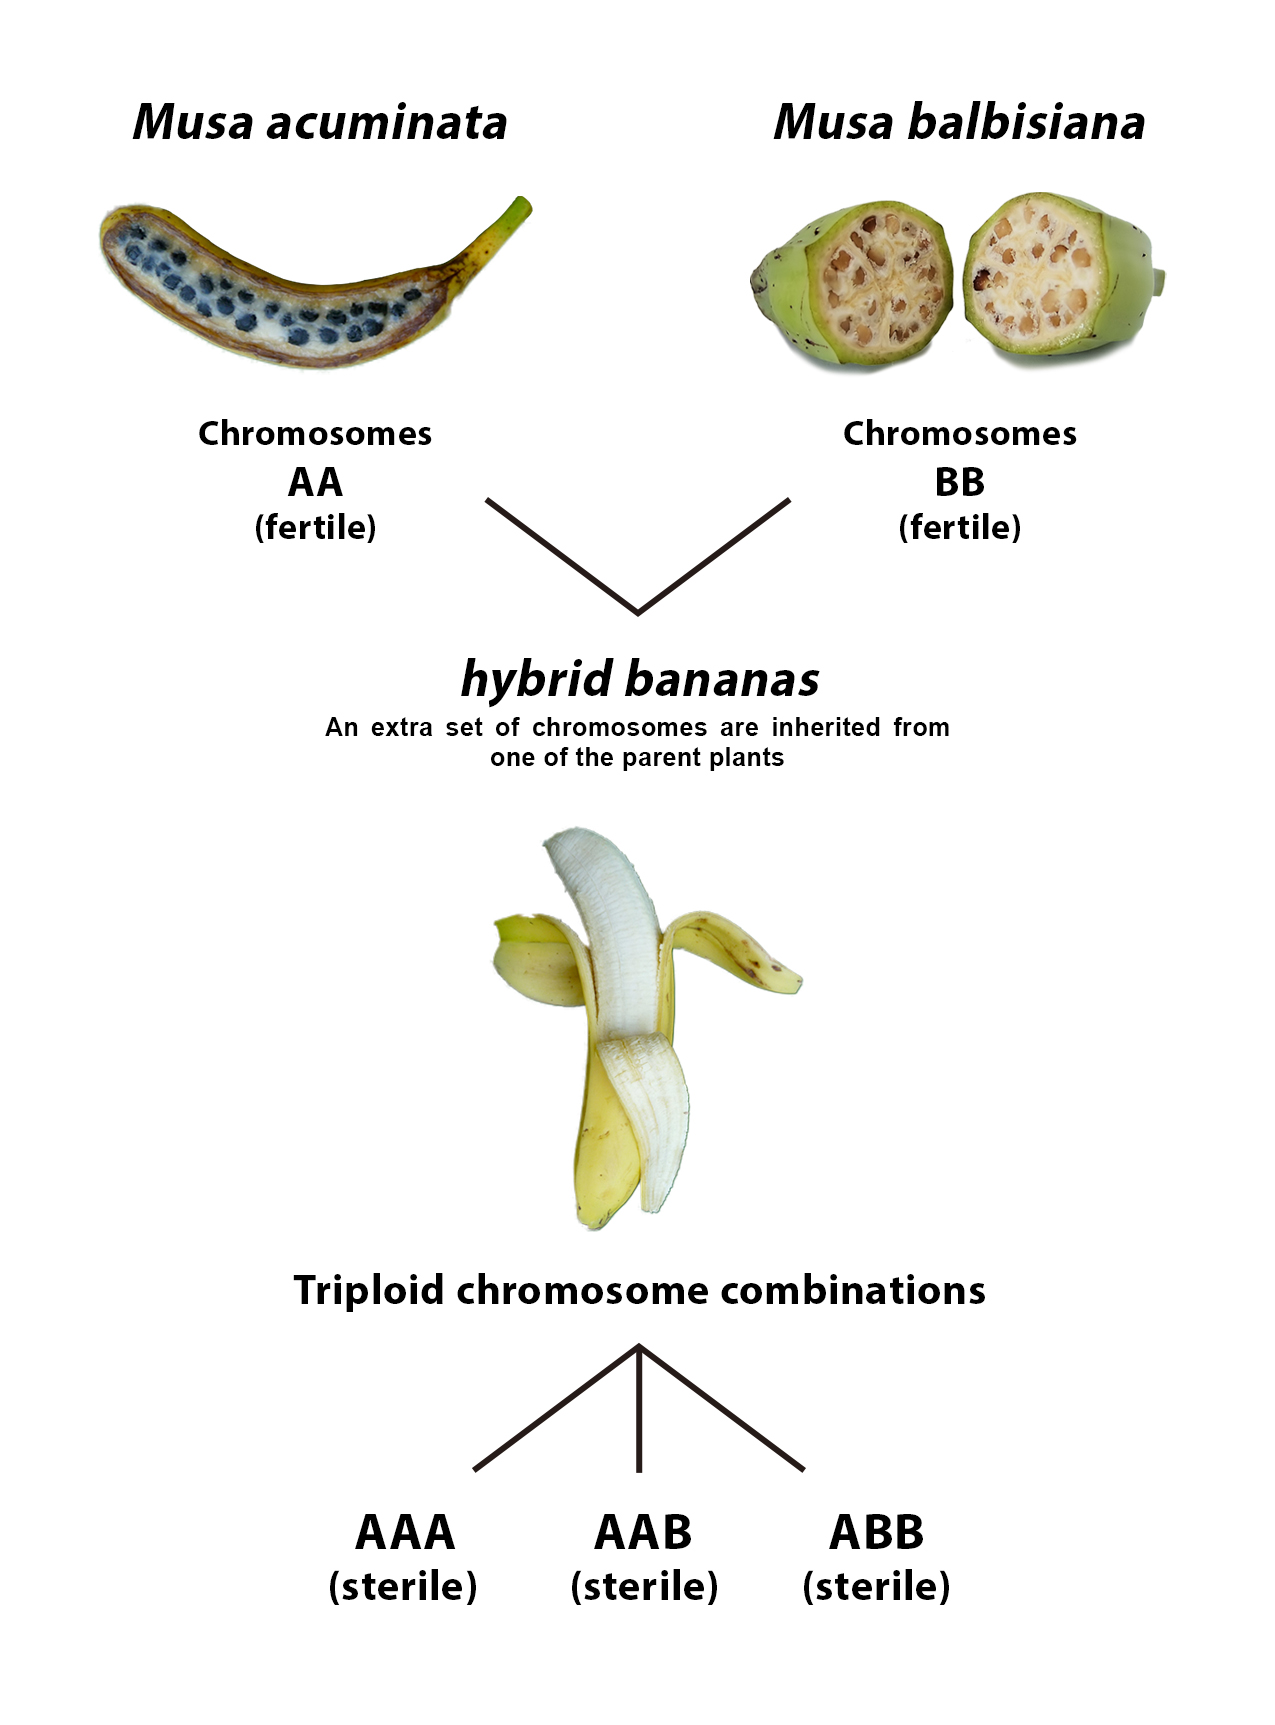 Musa acuminata
Musa balbisiana
Chromosomes
AA
(fertile)
Chromosomes
BB
(fertile)
hybrid bananas
An extra set of chromosomes are inherited from
one of the parent plants
Triploid chromosome combinations
AAA
(sterile)
AAB
(sterile)
ABB
(sterile)